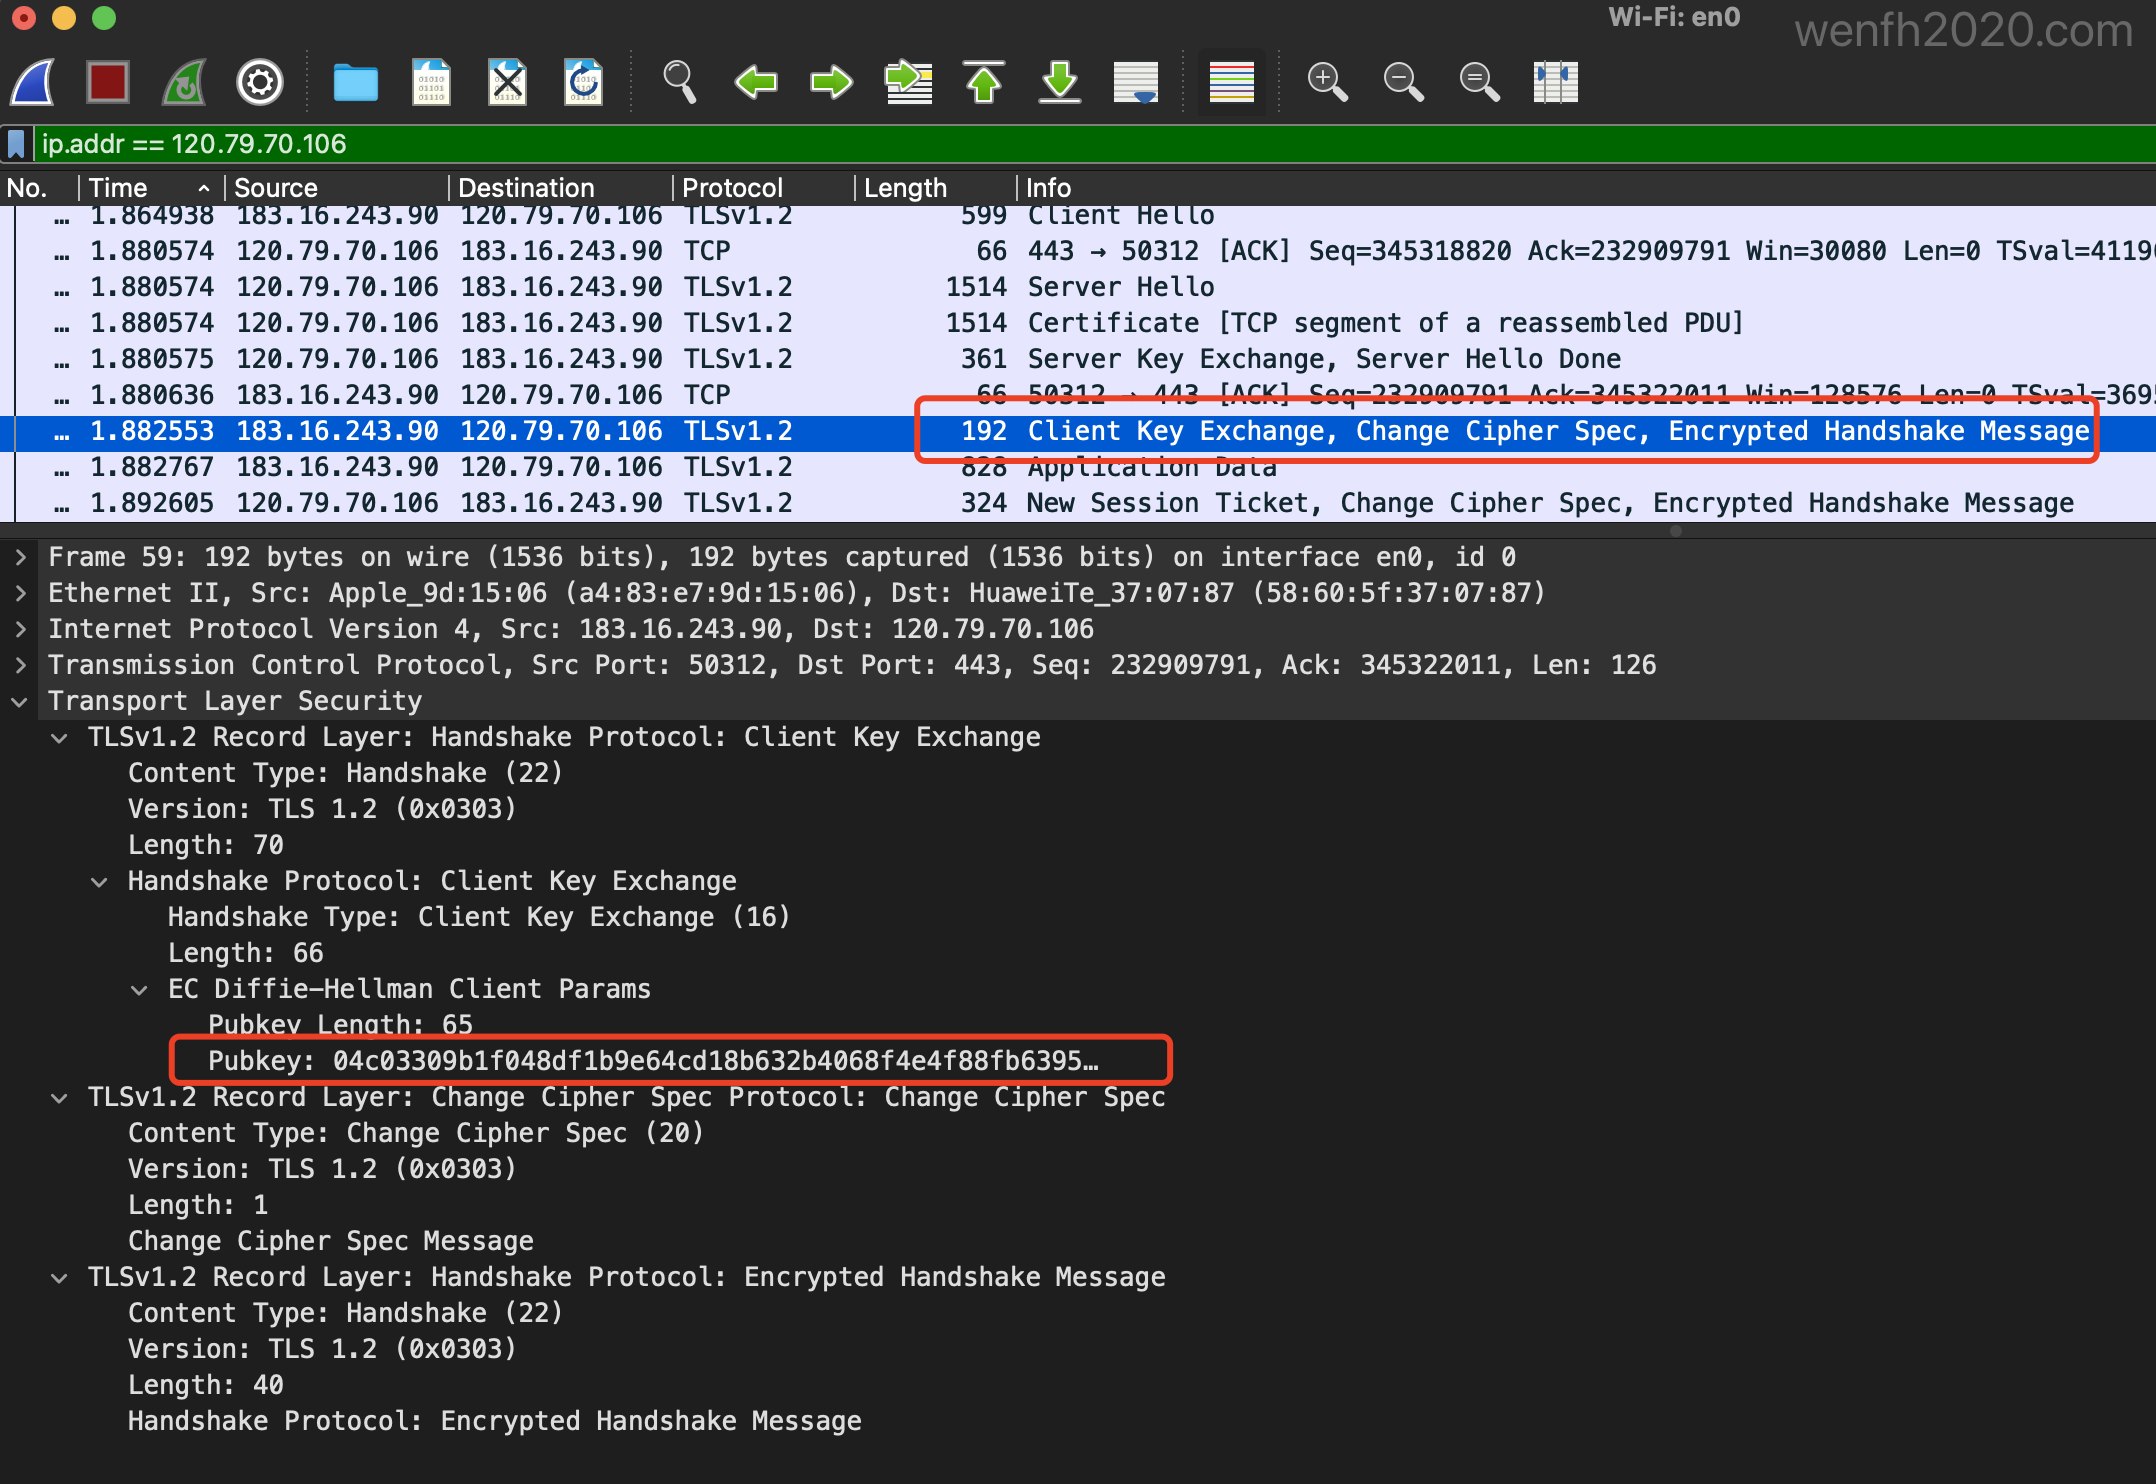 Wi-Fi: en0
wenfh2020.com
ip.addr == 120.79.70.106
No. Time Source Destination Protocol Length Info
… 1.864938 183.16.243.90 120.79.70.106 TLSv1.2 599 Client Hello
… 1.880574 120.79.70.106 183.16.243.90 TCP 66 443 → 50312 [ACK] Seq=345318820 Ack=232909791 Win=30080 Len=0 TSval=4119
… 1.880574 120.79.70.106 183.16.243.90 TLSv1.2 1514 Server Hello
… 1.880574 120.79.70.106 183.16.243.90 TLSv1.2 1514 Certificate [TCP segment of a reassembled PDU]
… 1.880575 120.79.70.106 183.16.243.90 TLSv1.2 361 Server Key Exchange, Server Hello Done
… 1.880636 183.16.243.90 120.79.70.106 TCP 66 50312 → 443 [ACK] Seq=232909791 Ack=345322011 Win=128576 Len=0 TSval=369
… 1.882553 183.16.243.90 120.79.70.106 TLSv1.2 192 Client Key Exchange, Change Cipher Spec, Encrypted Handshake Message
… 1.882767 183.16.243.90 120.79.70.106 TLSv1.2 828 Application Data
… 1.892605 120.79.70.106 183.16.243.90 TLSv1.2 324 New Session Ticket, Change Cipher Spec, Encrypted Handshake Message
Frame 59: 192 bytes on wire (1536 bits), 192 bytes captured (1536 bits) on interface en0, id 0
Ethernet II, Src: Apple_9d:15:06 (a4:83:e7:9d:15:06), Dst: HuaweiTe_37:07:87 (58:60:5f:37:07:87)
Internet Protocol Version 4, Src: 183.16.243.90, Dst: 120.79.70.106
Transmission Control Protocol, Src Port: 50312, Dst Port: 443, Seq: 232909791, Ack: 345322011, Len: 126
Transport Layer Security
TLSv1.2 Record Layer: Handshake Protocol: Client Key Exchange
Content Type: Handshake (22)
Version: TLS 1.2 (0x0303)
Length: 70
Handshake Protocol: Client Key Exchange
Handshake Type: Client Key Exchange (16)
Length: 66
EC Diffie-Hellman Client Params
Pubkey Length: 65
Pubkey: 04c03309b1f048df1b9e64cd18b632b4068f4e4f88fb6395…
TLSv1.2 Record Layer: Change Cipher Spec Protocol: Change Cipher Spec
Content Type: Change Cipher Spec (20)
Version: TLS 1.2 (0x0303)
Length: 1
Change Cipher Spec Message
TLSv1.2 Record Layer: Handshake Protocol: Encrypted Handshake Message
Content Type: Handshake (22)
Version: TLS 1.2 (0x0303)
Length: 40
Handshake Protocol: Encrypted Handshake Message